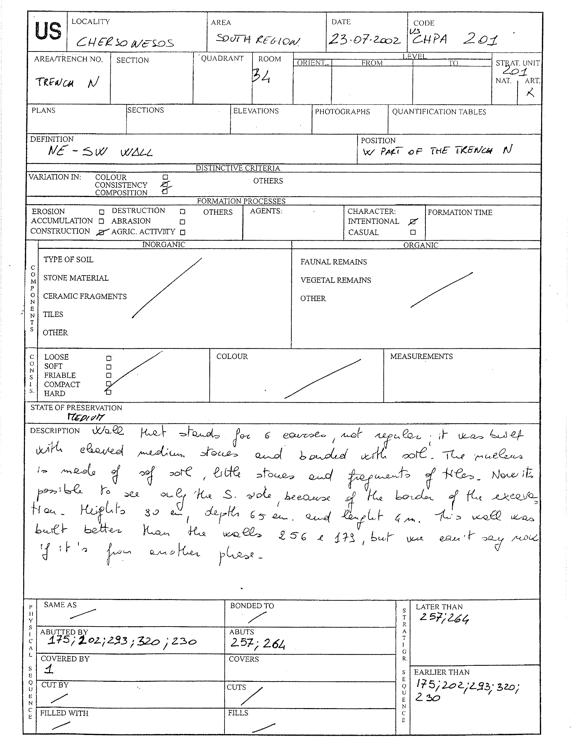 US
LOCALITY
CHERSONESOS
AREA
SOUTH REGION
DATE
23-07-2002
CODE
US
CHPA 201
AREA/TRENCH NO.
TRENCH N
SECTION
QUADRANT
ROOM
34
LEVEL
ORIENT. FROM TO
STRAT. UNIT
201
NAT. ART.
X
PLANS
SECTIONS
ELEVATIONS
PHOTOGRAPHS
QUANTIFICATION TABLES
DEFINITION
NE-SW WALL
POSITION
W PART OF THE TRENCH N
DISTINCTIVE CRITERIA
VARIATION IN: COLOUR
CONSISTENCY
COMPOSITION
OTHERS
FORMATION PROCESSES
EROSION DESTRUCTION OTHERS
ACCUMULATION ABRASION
CONSTRUCTION AGRIC. ACTIVITY
AGENTS:
CHARACTER:
INTENTIONAL
CASUAL
FORMATION TIME
COMPONENTS
INORGANIC
TYPE OF SOIL
STONE MATERIAL
CERAMIC FRAGMENTS
TILES
OTHER
ORGANIC
FAUNAL REMAINS
VEGETAL REMAINS
OTHER
CONSIS.
LOOSE
SOFT
FRIABLE
COMPACT
HARD
COLOUR
MEASUREMENTS
STATE OF PRESERVATION
MEDIUM
DESCRIPTION Wall that stands for 6 courses, not regular; it was built
with cleaved medium stones and bonded with soil. The nucleus
is made of soil, little stones and fragments of tiles. Now it's
possible to see only the S. side, because of the border of the excava-
tion. Heights 30 cm, depths 65 cm. and lenght 4 m. This wall was
built better than the walls 256 e 173, but we can't say now
if it's from another phase.
PHYSICAL SEQUENCE
SAME AS
BONDED TO
ABUTTED BY
175; 202; 293; 320; 230
ABUTS
257; 264
COVERED BY
1
COVERS
CUT BY
CUTS
FILLED WITH
FILLS
STRATIGR. SEQUENCE
LATER THAN
257; 264
EARLIER THAN
175; 202; 293; 320;
230